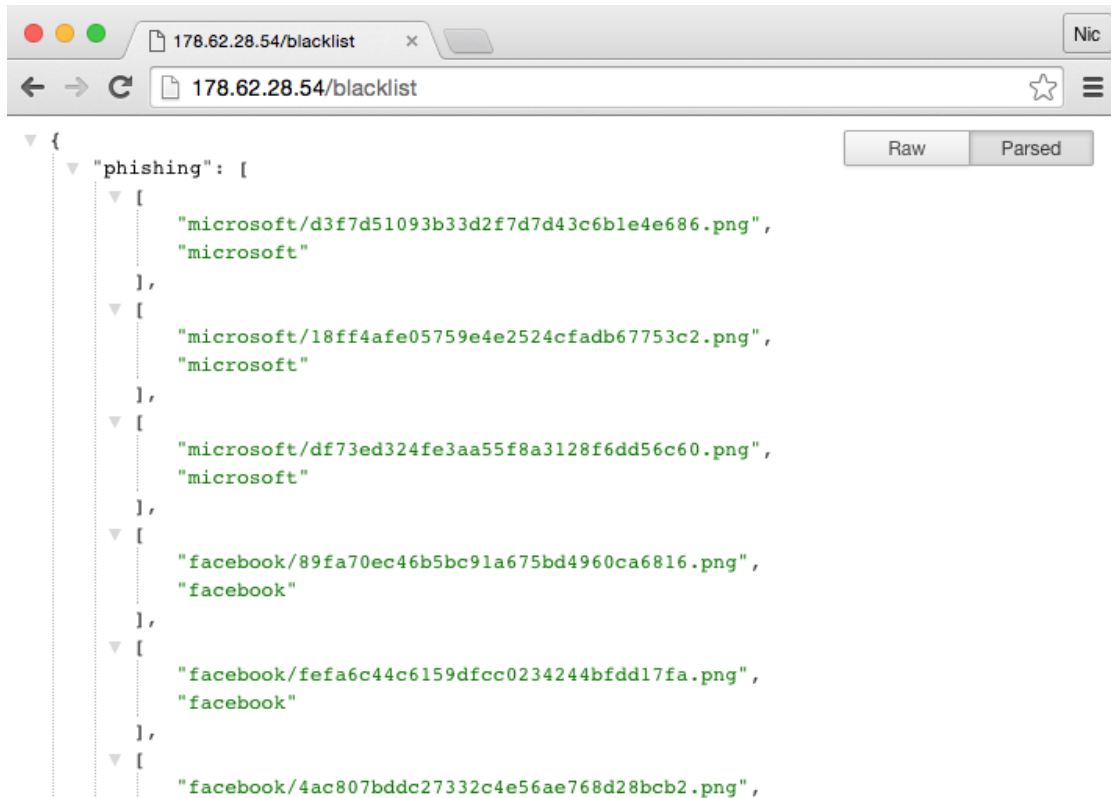 178.62.28.54/blacklist
Nic
178.62.28.54/blacklist
Raw Parsed
{
"phishing": [
[
"microsoft/d3f7d51093b33d2f7d7d43c6b1e4e686.png",
"microsoft"
],
[
"microsoft/18ff4afe05759e4e2524cfadb67753c2.png",
"microsoft"
],
[
"microsoft/df73ed324fe3aa55f8a3128f6dd56c60.png",
"microsoft"
],
[
"facebook/89fa70ec46b5bc91a675bd4960ca6816.png",
"facebook"
],
[
"facebook/fefa6c44c6159dfcc0234244bfdd17fa.png",
"facebook"
],
[
"facebook/4ac807bddc27332c4e56ae768d28bcb2.png",